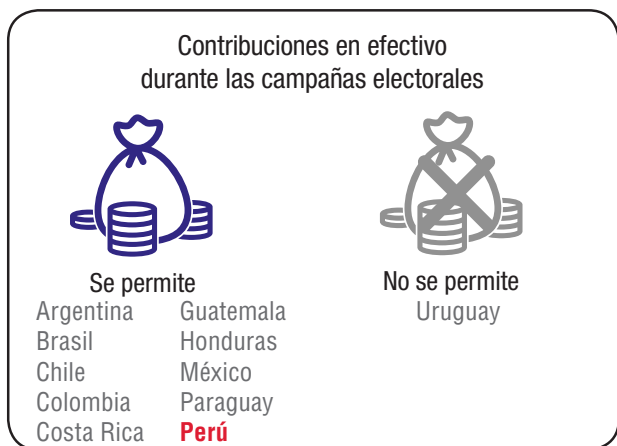 Contribuciones en efectivo
durante las campañas electorales
Se permite
Argentina
Brasil
Chile
Colombia
Costa Rica
Guatemala
Honduras
México
Paraguay
Perú
No se permite
Uruguay